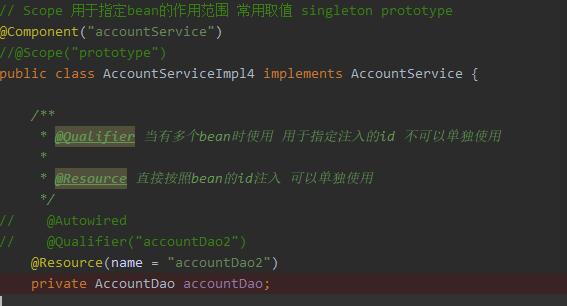 // Scope 用于指定bean的作用范围 常用取值 singleton prototype
@Component("accountService")
//@Scope("prototype")
public class AccountServiceImpl4 implements AccountService {
/**
* @Qualifier 当有多个bean时使用 用于指定注入的id 不可以单独使用
*
* @Resource 直接按照bean的id注入 可以单独使用
*/
// @Autowired
// @Qualifier("accountDao2")
@Resource(name = "accountDao2")
private AccountDao accountDao;